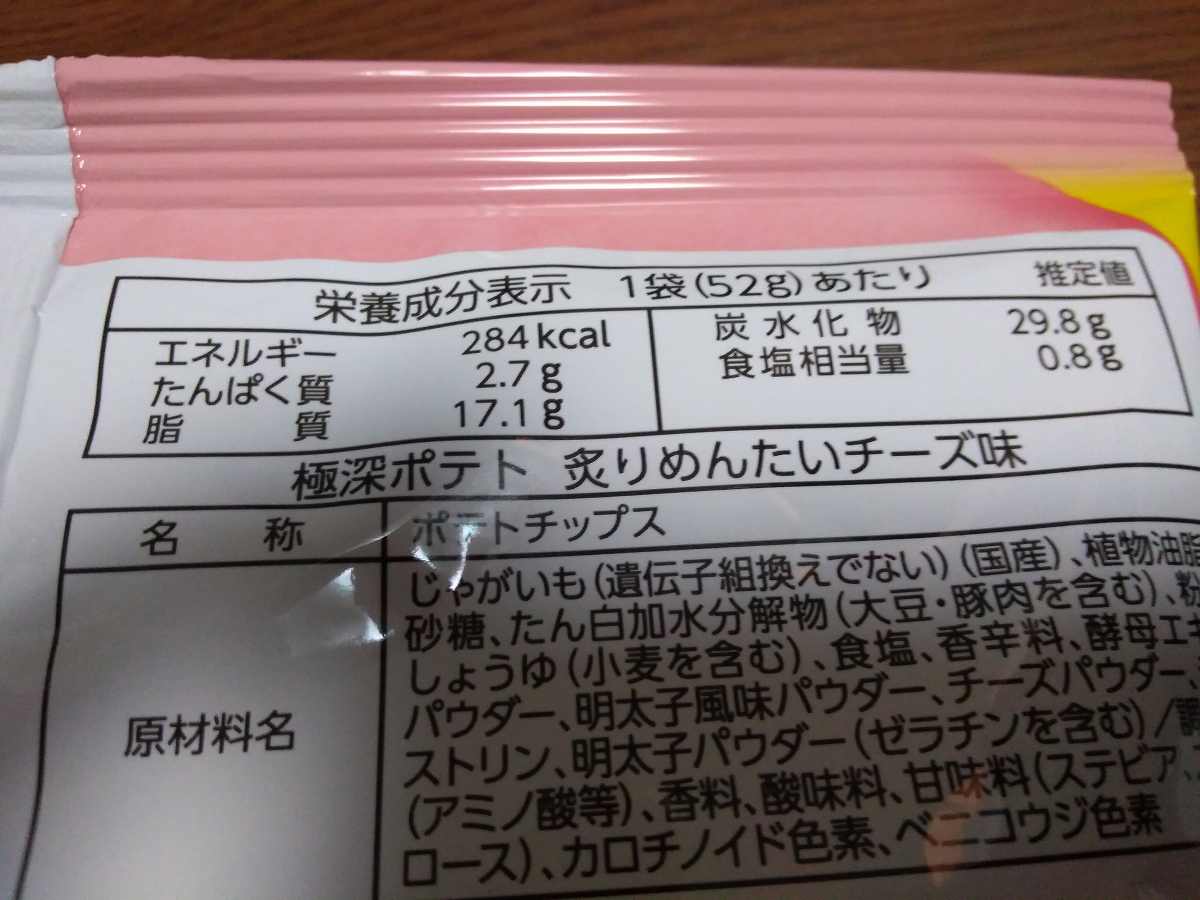 栄養成分表示 1袋(52g)あたり 推定値
エネルギー 284kcal
たんぱく質 2.7g
脂質 17.1g
炭水化物 29.8g
食塩相当量 0.8g
極深ポテト 炙りめんたいチーズ味
名称 ポテトチップス
原材料名
じゃがいも(遺伝子組換えでない)(国産)、植物油脂
砂糖、たん白加水分解物(大豆・豚肉を含む)、粉
しょうゆ(小麦を含む)、食塩、香辛料、酵母エキ
パウダー、明太子風味パウダー、チーズパウダー、
ストリン、明太子パウダー(ゼラチンを含む)/調
(アミノ酸等)、香料、酸味料、甘味料(ステビア、
ロース)、カロチノイド色素、ベニコウジ色素